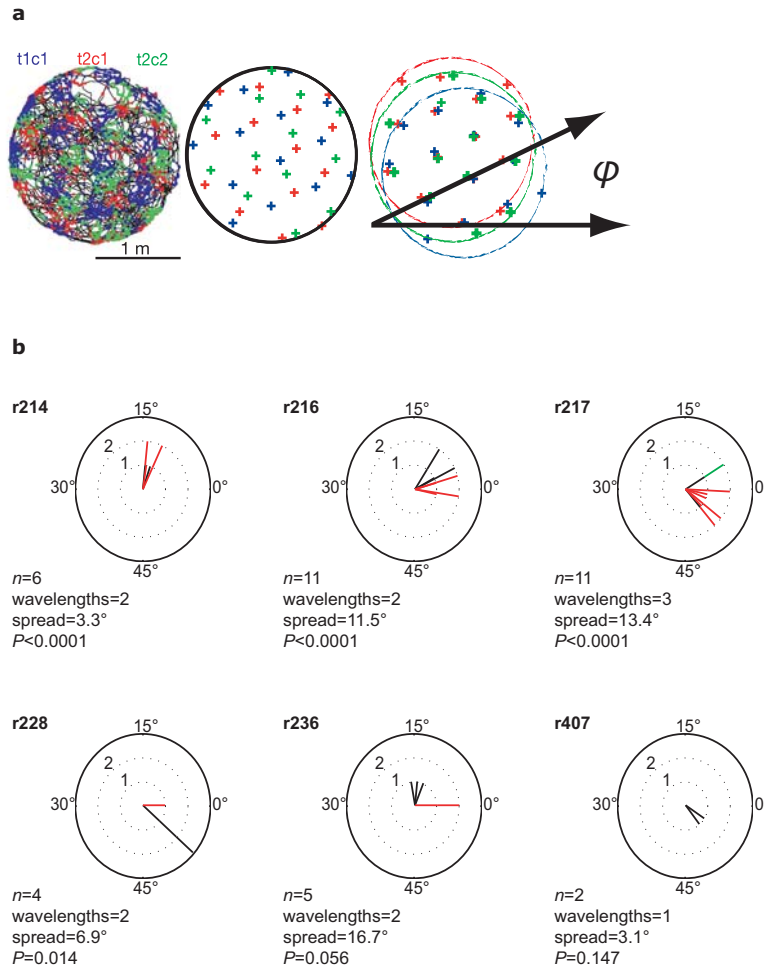 a
t1c1 t2c1 t2c2
φ
1 m
b
r214
15°
2
1
30°
0°
45°
n=6
wavelengths=2
spread=3.3°
P<0.0001
r216
15°
2
1
30°
0°
45°
n=11
wavelengths=2
spread=11.5°
P<0.0001
r217
15°
2
1
30°
0
45°
n=11
wavelengths=3
spread=13.4°
P<0.0001
r228
15°
2
1
30°
0°
45°
n=4
wavelengths=2
spread=6.9°
P=0.014
r236
15°
2
1
30°
0°
45°
n=5
wavelengths=2
spread=16.7°
P=0.056
r407
15°
2
1
30°
0
45°
n=2
wavelengths=1
spread=3.1°
P=0.147